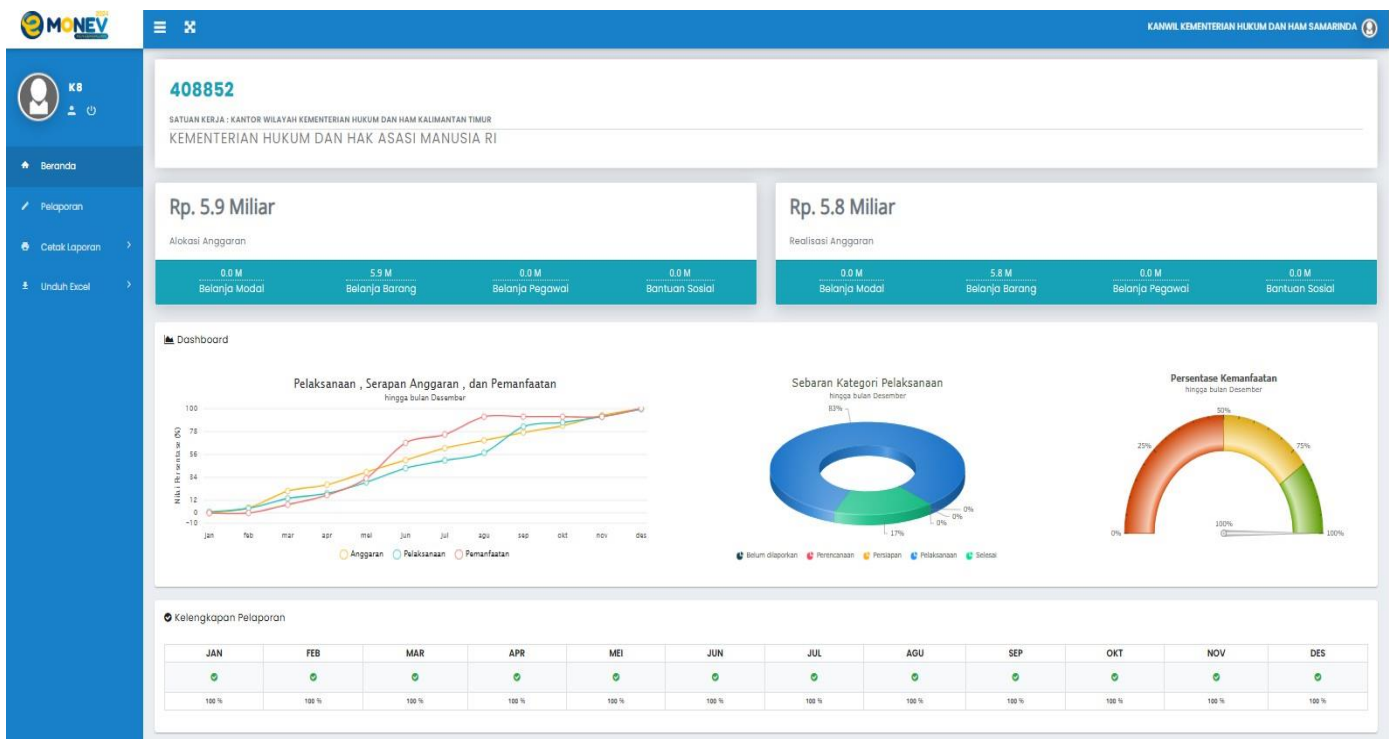 eMONEV
KANWIL KEMENTERIAN HUKUM DAN HAM SAMARINDA
K8
Beranda
Pelaporan
Cetak Laporan
Unduh Excel
408852
SATUAN KERJA : KANTOR WILAYAH KEMENTERIAN HUKUM DAN HAM KALIMANTAN TIMUR
KEMENTERIAN HUKUM DAN HAK ASASI MANUSIA RI
Rp. 5.9 Miliar
Alokasi Anggaran
0.0 M 5.9 M 0.0 M 0.0 M
Belanja Modal Belanja Barang Belanja Pegawai Bantuan Sosial
Rp. 5.8 Miliar
Realisasi Anggaran
0.0 M 5.8 M 0.0 M 0.0 M
Belanja Modal Belanja Barang Belanja Pegawai Bantuan Sosial
Dashboard
Pelaksanaan , Serapan Anggaran , dan Pemanfaatan
hingga bulan Desember
Nilai Persentase (%)
100
78
56
34
12
0
-10
jan feb mar apr mei jun jul agu sep okt nov des
Anggaran Pelaksanaan Pemanfaatan
Sebaran Kategori Pelaksanaan
hingga bulan Desember
83%
0%
0%
0%
17%
Belum dilaporkan Perencanaan Persiapan Pelaksanaan Selesai
Persentase Kemanfaatan
hingga bulan Desember
50%
25% 75%
100%
0% 100%
Kelengkapan Pelaporan
JAN FEB MAR APR MEI JUN JUL AGU SEP OKT NOV DES
100 % 100 % 100 % 100 % 100 % 100 % 100 % 100 % 100 % 100 % 100 % 100 %